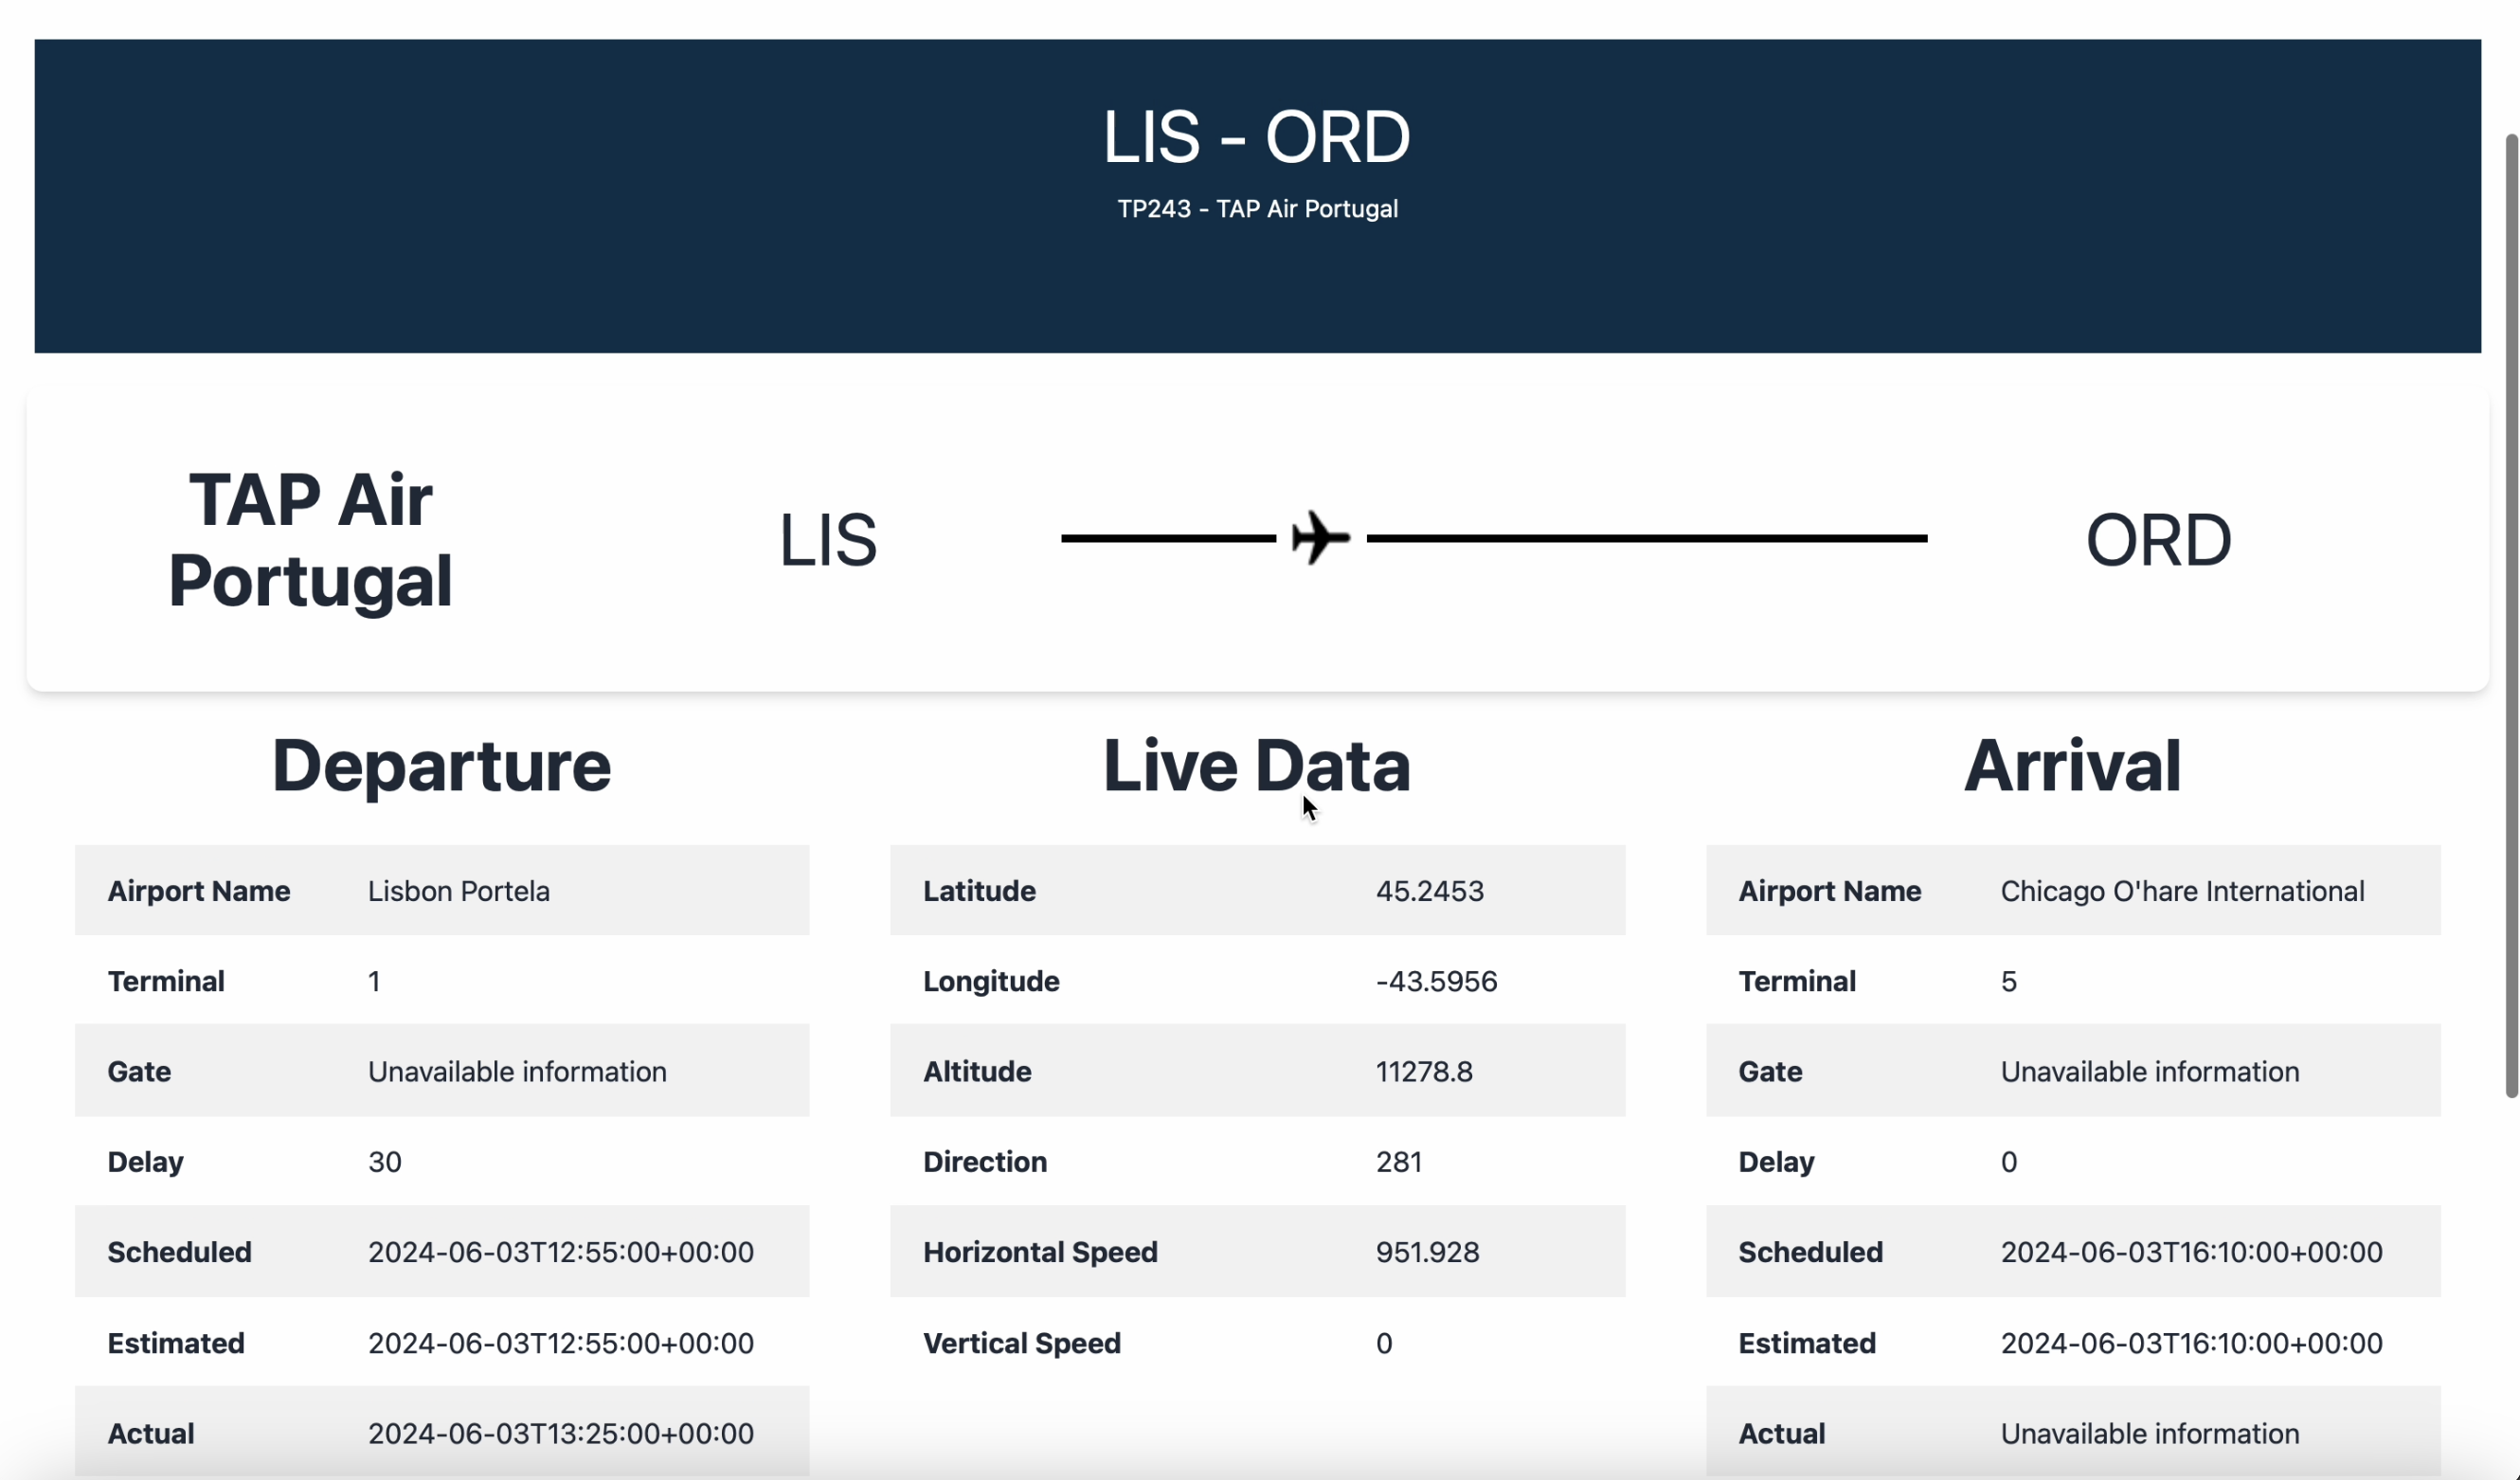 LIS - ORD
TP243 - TAP Air Portugal
TAP Air
Portugal
LIS
ORD
Departure
Airport Name Lisbon Portela
Terminal 1
Gate Unavailable information
Delay 30
Scheduled 2024-06-03T12:55:00+00:00
Estimated 2024-06-03T12:55:00+00:00
Actual 2024-06-03T13:25:00+00:00
Live Data
Latitude 45.2453
Longitude -43.5956
Altitude 11278.8
Direction 281
Horizontal Speed 951.928
Vertical Speed 0
Arrival
Airport Name Chicago O'hare International
Terminal 5
Gate Unavailable information
Delay 0
Scheduled 2024-06-03T16:10:00+00:00
Estimated 2024-06-03T16:10:00+00:00
Actual Unavailable information